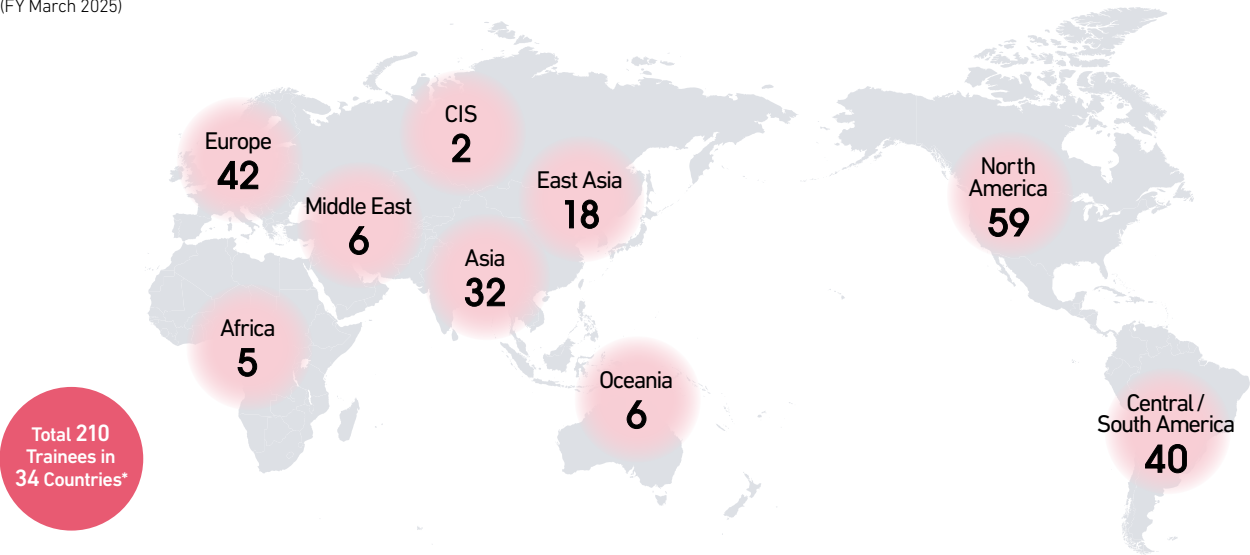 (FY March 2025)
CIS
2
Europe
42
East Asia
18
North
America
59
Middle East
6
Asia
32
Africa
5
Oceania
6
Central /
South America
40
Total 210
Trainees in
34 Countries*